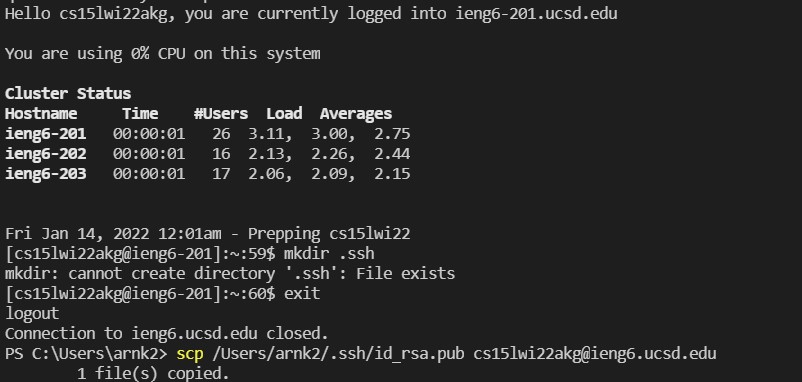 Hello cs15lwi22akg, you are currently logged into ieng6-201.ucsd.edu
You are using 0% CPU on this system
Cluster Status
Hostname     Time    #Users  Load  Averages
ieng6-201   00:00:01   26  3.11,  3.00,  2.75
ieng6-202   00:00:01   16  2.13,  2.26,  2.44
ieng6-203   00:00:01   17  2.06,  2.09,  2.15
Fri Jan 14, 2022 12:01am - Prepping cs15lwi22
[cs15lwi22akg@ieng6-201]:~:59$ mkdir .ssh
mkdir: cannot create directory '.ssh': File exists
[cs15lwi22akg@ieng6-201]:~:60$ exit
logout
Connection to ieng6.ucsd.edu closed.
PS C:\Users\arnk2> scp /Users/arnk2/.ssh/id_rsa.pub cs15lwi22akg@ieng6.ucsd.edu
        1 file(s) copied.